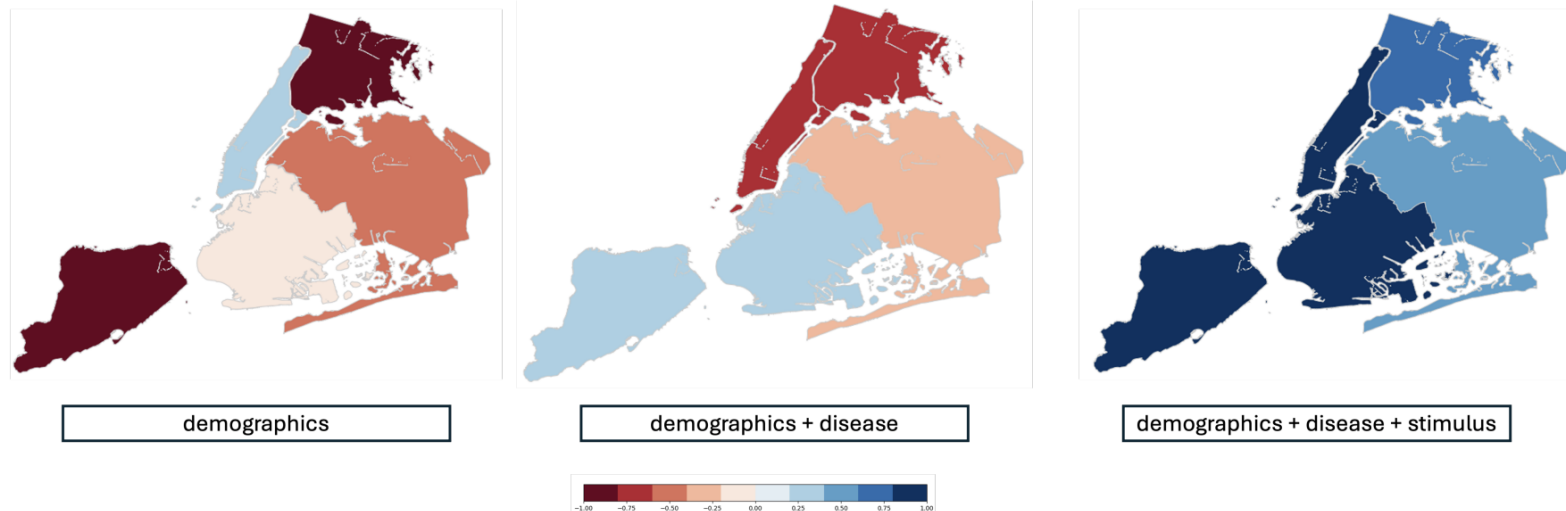 demographics
demographics + disease
demographics + disease + stimulus
−1.00 −0.75 −0.50 −0.25 0.00 0.25 0.50 0.75 1.00